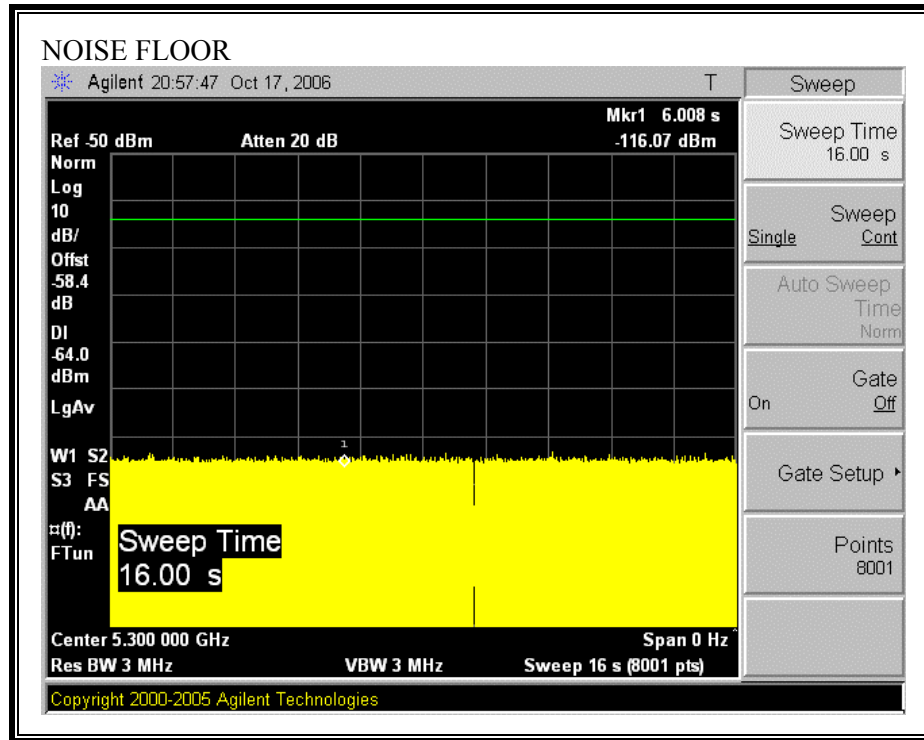 NOISE FLOOR
Agilent 20:57:47 Oct 17, 2006 T
Mkr1 6.008 s
Ref -50 dBm Atten 20 dB -116.07 dBm
Norm
Log
10
dB/
Offst
-58.4
dB
DI
-64.0
dBm
LgAv
1
W1 S2
S3 FS
AA
¤(f):
FTun
Sweep Time
16.00 s
Center 5.300 000 GHz Span 0 Hz^
Res BW 3 MHz VBW 3 MHz Sweep 16 s (8001 pts)
Copyright 2000-2005 Agilent Technologies
Sweep
Sweep Time
16.00 s
Sweep
Single Cont
Auto Sweep
Time
Norm
Gate
On Off
Gate Setup
Points
8001